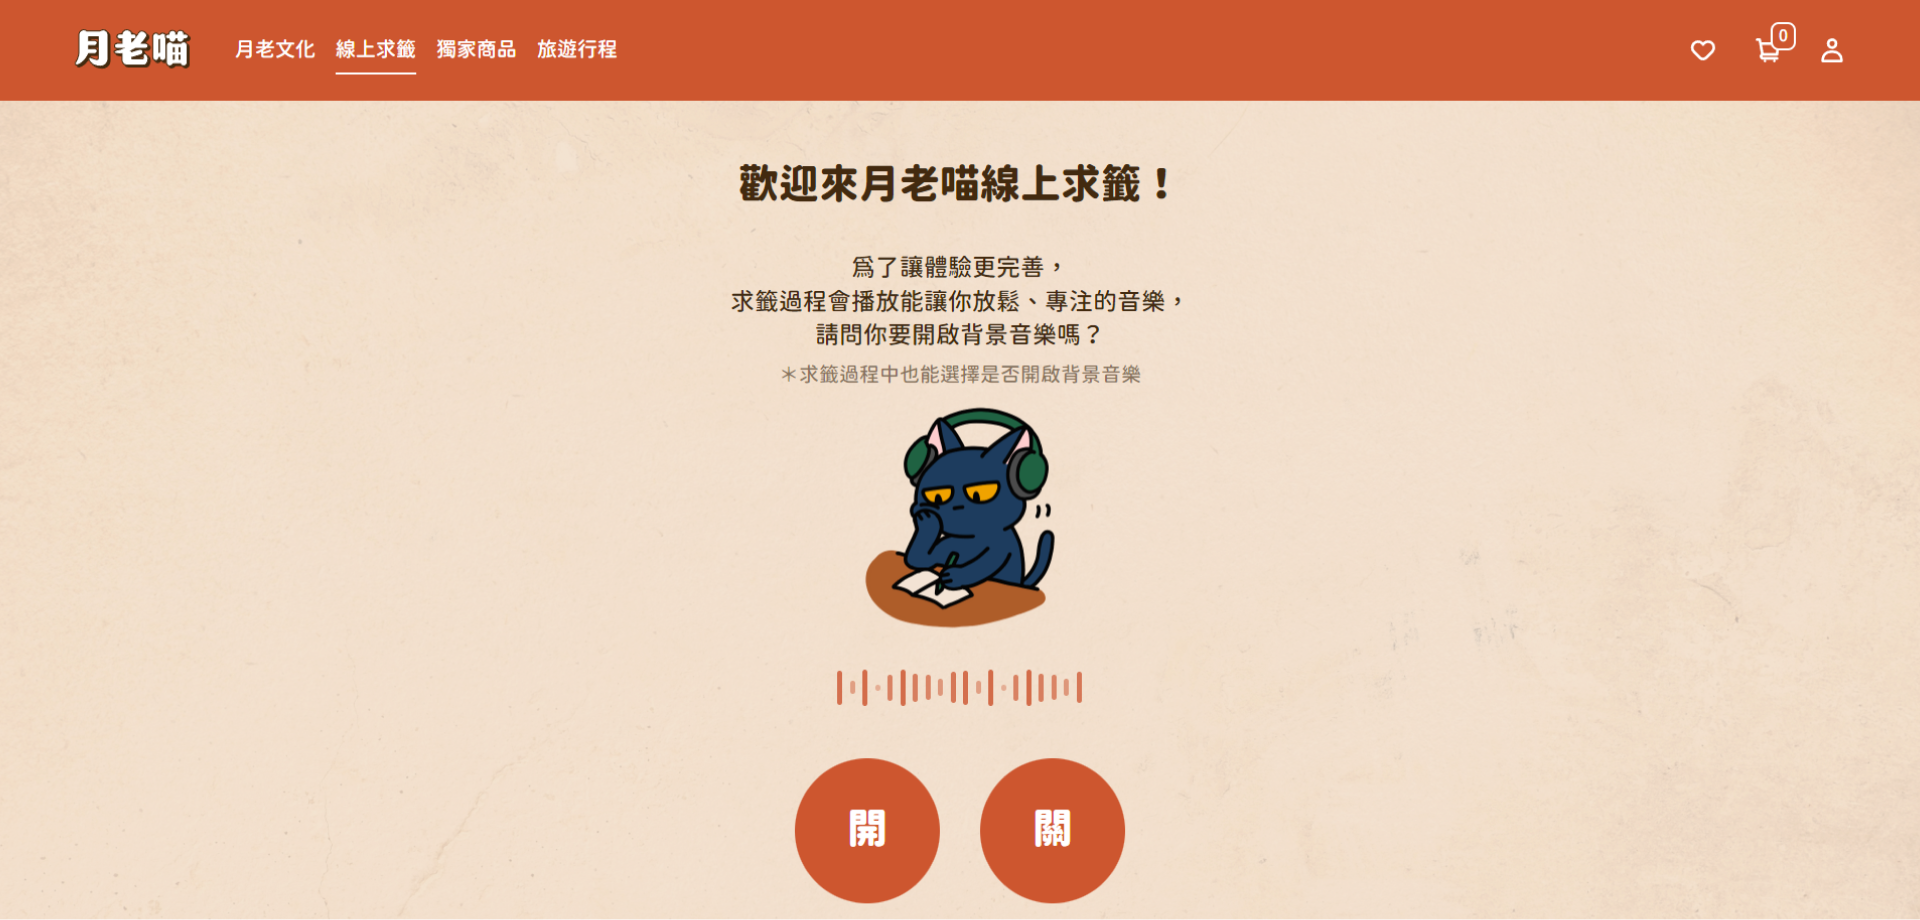 月老喵
月老文化 線上求籤 獨家商品 旅遊行程
0
歡迎來月老喵線上求籤！
為了讓體驗更完善，
求籤過程會播放能讓你放鬆、專注的音樂，
請問你要開啟背景音樂嗎？
＊求籤過程中也能選擇是否開啟背景音樂
開 關